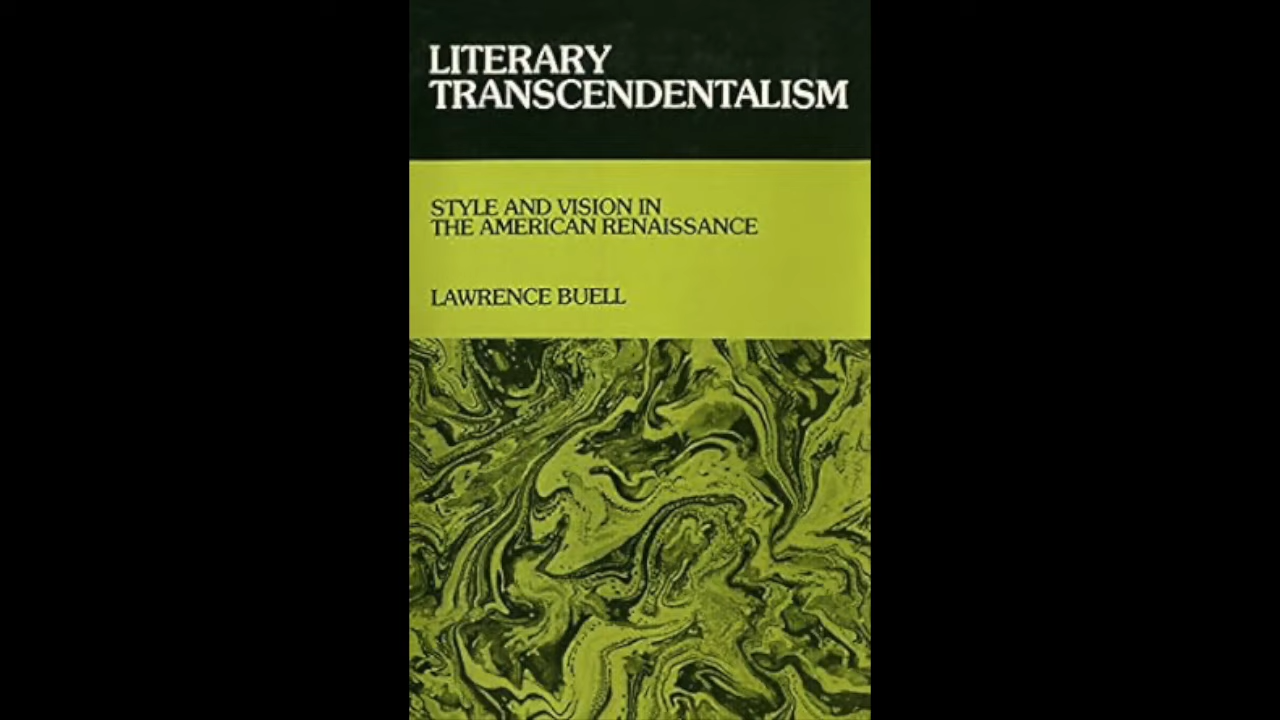 LITERARY
TRANSCENDENTALISM
STYLE AND VISION IN
THE AMERICAN RENAISSANCE
LAWRENCE BUELL